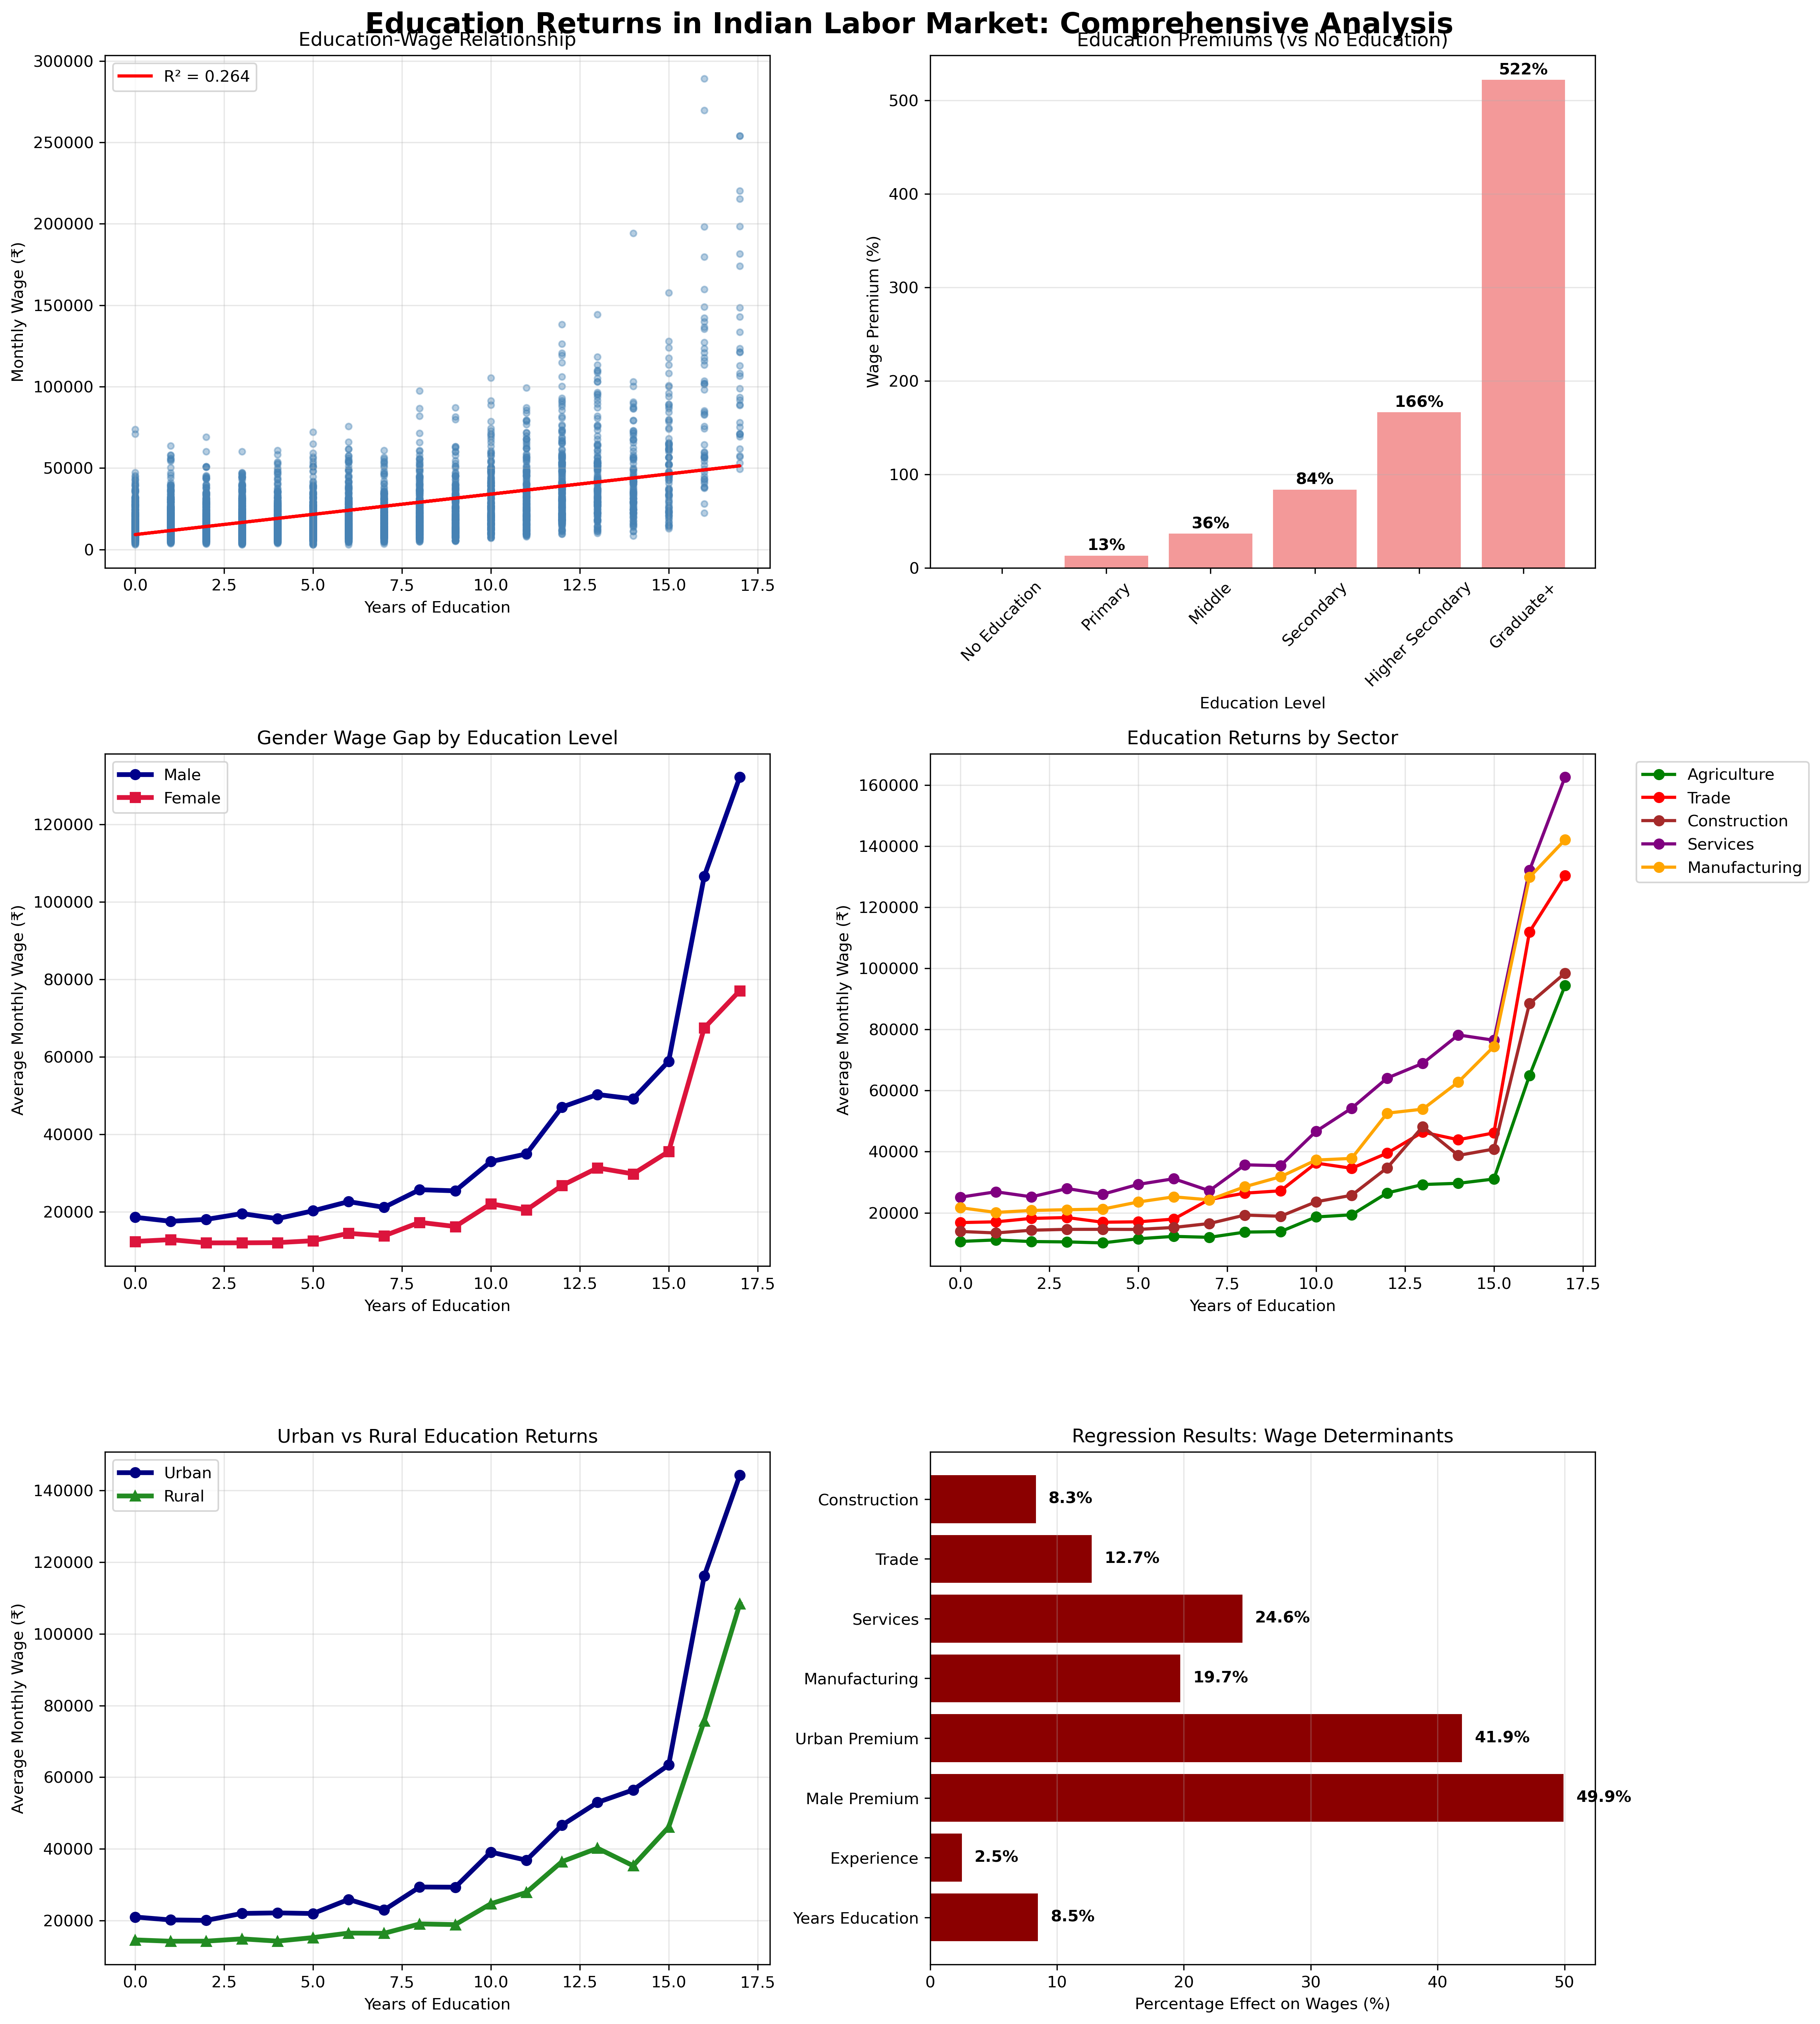 Education Returns in Indian Labor Market: Comprehensive Analysis
Education-Wage Relationship
R² = 0.264
300000
250000
200000
150000
100000
50000
0
Monthly Wage (₹)
0.0 2.5 5.0 7.5 10.0 12.5 15.0 17.5
Years of Education
Education Premiums (vs No Education)
500
400
300
200
100
0
Wage Premium (%)
13%
36%
84%
166%
522%
No Education
Primary
Middle
Secondary
Higher Secondary
Graduate+
Education Level
Gender Wage Gap by Education Level
Male
Female
120000
100000
80000
60000
40000
20000
Average Monthly Wage (₹)
0.0 2.5 5.0 7.5 10.0 12.5 15.0 17.5
Years of Education
Education Returns by Sector
Agriculture
Trade
Construction
Services
Manufacturing
160000
140000
120000
100000
80000
60000
40000
20000
Average Monthly Wage (₹)
0.0 2.5 5.0 7.5 10.0 12.5 15.0 17.5
Years of Education
Urban vs Rural Education Returns
Urban
Rural
140000
120000
100000
80000
60000
40000
20000
Average Monthly Wage (₹)
0.0 2.5 5.0 7.5 10.0 12.5 15.0 17.5
Years of Education
Regression Results: Wage Determinants
Construction 8.3%
Trade 12.7%
Services 24.6%
Manufacturing 19.7%
Urban Premium 41.9%
Male Premium 49.9%
Experience 2.5%
Years Education 8.5%
0 10 20 30 40 50
Percentage Effect on Wages (%)